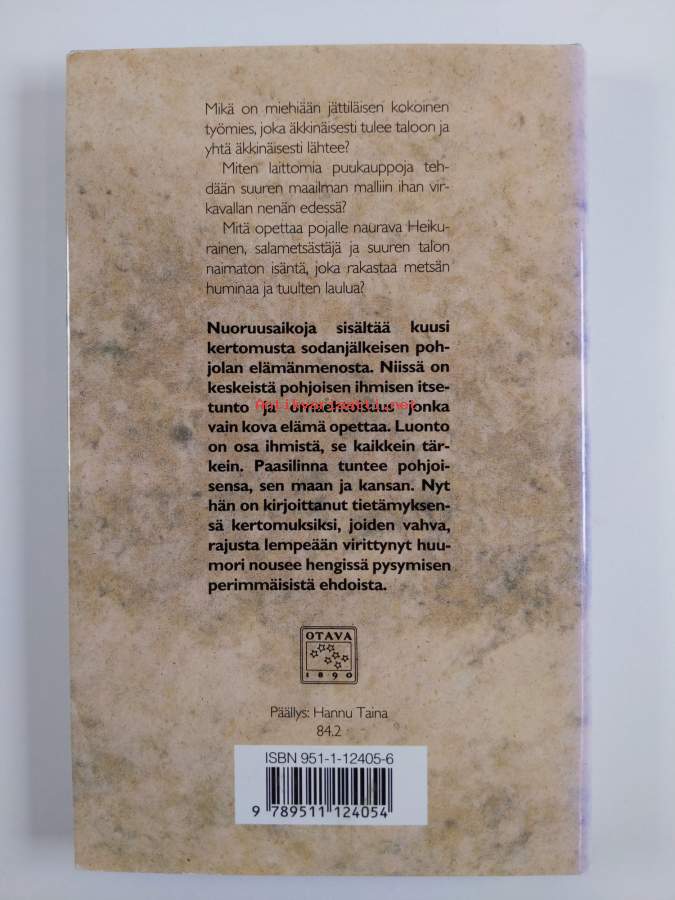 Mikä on miehiään jättiläisen kokoinen
työmies, joka äkkinäisesti tulee taloon ja
yhtä äkkinäisesti lähtee?
Miten laittomia puukauppoja teh-
dään suuren maailman malliin ihan vir-
kavallan nenän edessä?
Mitä opettaa pojalle naurava Heiku-
rainen, salametsästäjä ja suuren talon
naimaton isäntä, joka rakastaa metsän
huminaa ja tuulten laulua?
Nuoruusaikoja sisältää kuusi
kertomusta sodanjälkeisen poh-
jolan elämänmenosta. Niissä on
keskeistä pohjoisen ihmisen itse-
tunto ja omaehtoisuus jonka
vain kova elämä opettaa. Luonto
on osa ihmistä, se kaikkein tär-
kein. Paasilinna tuntee pohjoi-
sensa, sen maan ja kansan. Nyt
hän on kirjoittanut tietämyksen-
sä kertomuksiksi, joiden vahva,
rajusta lempeään virittynyt huu-
mori nousee hengissä pysymisen
perimmäisistä ehdoista.
OTAVA
1890
Päällys: Hannu Taina
84.2
ISBN 951-1-12405-6
9 789511 124054